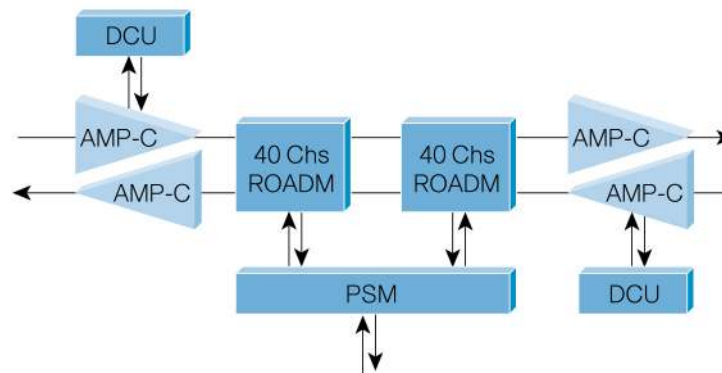 DCU
AMP-C
AMP-C
40 Chs
ROADM
40 Chs
ROADM
AMP-C
AMP-C
PSM
DCU